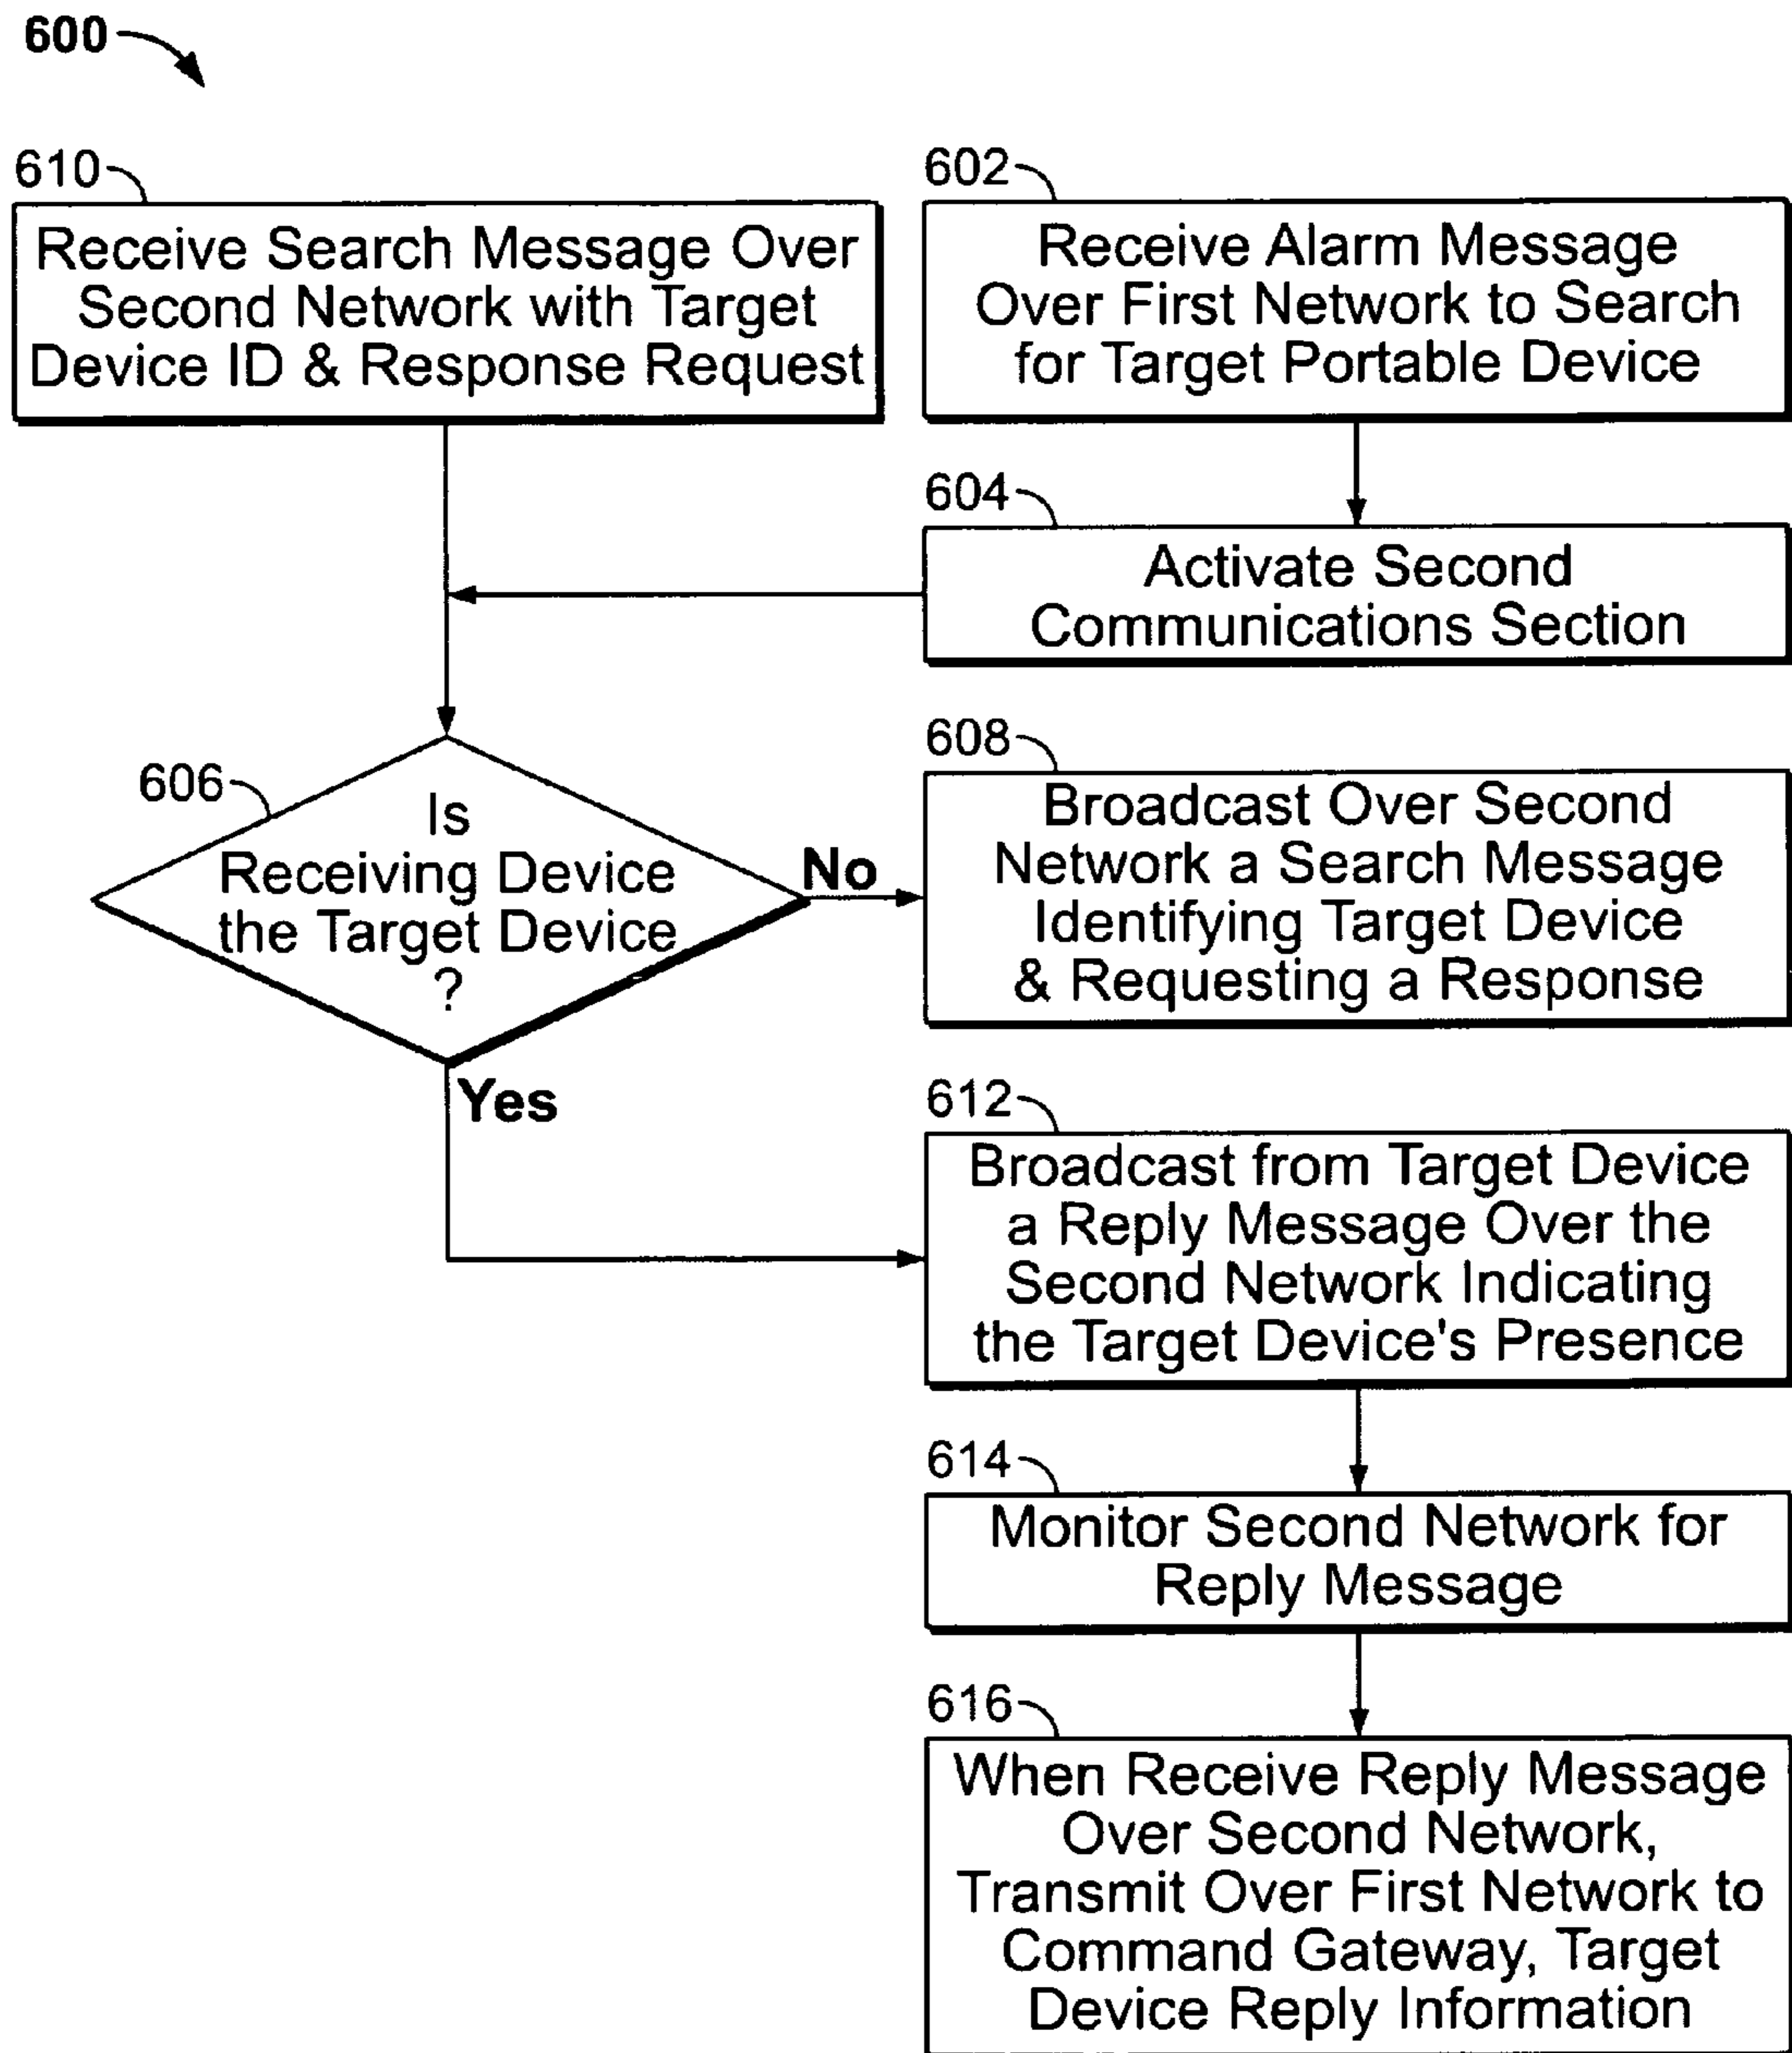 600
610
Receive Search Message Over
Second Network with Target
Device ID & Response Request
602
Receive Alarm Message
Over First Network to Search
for Target Portable Device
604
Activate Second
Communications Section
606
Is
Receiving Device
the Target Device
?
No
Yes
608
Broadcast Over Second
Network a Search Message
Identifying Target Device
& Requesting a Response
612
Broadcast from Target Device
a Reply Message Over the
Second Network Indicating
the Target Device's Presence
614
Monitor Second Network for
Reply Message
616
When Receive Reply Message
Over Second Network,
Transmit Over First Network to
Command Gateway, Target
Device Reply Information